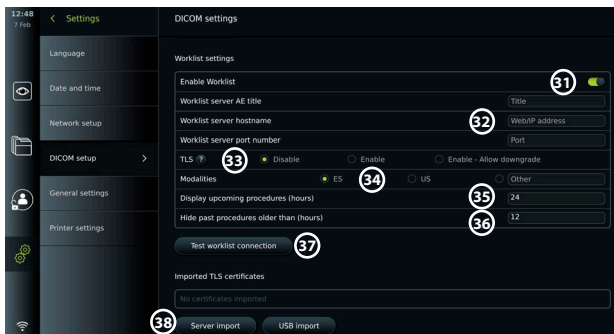 12:48
7 Feb
Settings
DICOM settings
Language
Date and time
Network setup
DICOM setup
General settings
Printer settings
Worklist settings
Enable Worklist
31
Worklist server AE title
Title
Worklist server hostname
32
Web/IP address
Worklist server port number
Port
TLS ?
33
Disable
Enable
Enable - Allow downgrade
Modalities
ES
34
US
Other
Display upcoming procedures (hours)
35
24
Hide past procedures older than (hours)
36
12
Test worklist connection
37
Imported TLS certificates
No certificates imported
38
Server import
USB import